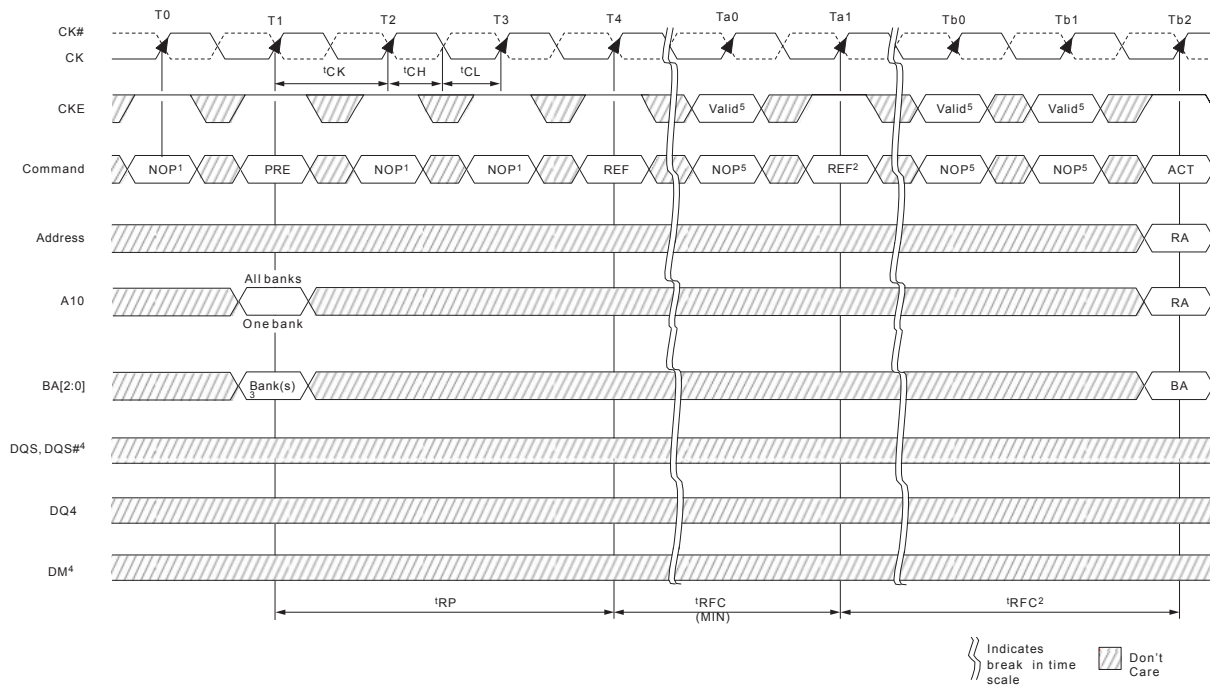 T0 T1 T2 T3 T4 Ta0 Ta1 Tb0 Tb1 Tb2
CK#
CK
tCK tCH tCL
CKE Valid5 Valid5 Valid5
Command NOP1 PRE NOP1 NOP1 REF NOP5 REF2 NOP5 NOP5 ACT
Address RA
All banks
A10 RA
One bank
BA[2:0] Bank(s) BA
3
DQS, DQS#4
DQ4
DM4
tRP tRFC tRFC2
(MIN)
Indicates
break in time
scale
Don't
Care